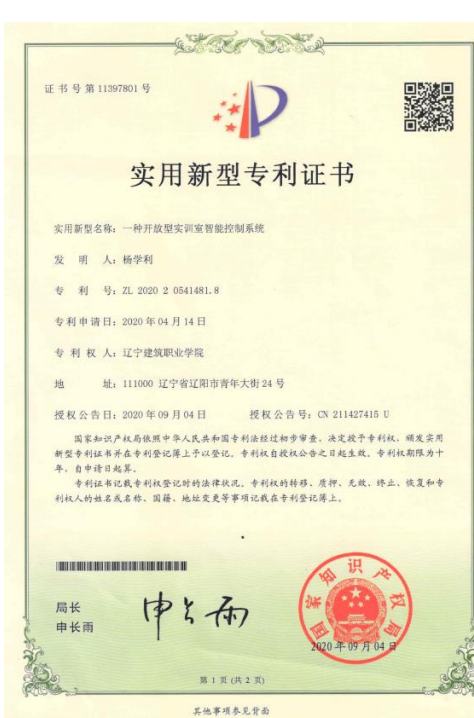 证书号第11397801号
实用新型专利证书
实用新型名称：一种开放型实训室智能控制系统
发 明 人：杨学利
专 利 号：ZL 2020 2 0541481.8
专利申请日：2020年04月14日
专 利 权 人：辽宁建筑职业学院
地 址：111000 辽宁省辽阳市青年大街24号
授权公告日：2020年09月04日 授权公告号：CN 211427415 U
国家知识产权局依照中华人民共和国专利法经过初步审查，决定授予专利权，颁发实用
新型专利证书并在专利登记簿上予以登记。专利权自授权公告之日起生效。专利权期限为十
年，自申请日起算。
专利证书记载专利权登记时的法律状况。专利权的转移、质押、无效、终止、恢复和专
利权人的姓名或名称、国籍、地址变更等事项记载在专利登记簿上。
局长
申长雨
申长雨
国家知识产权局
2020年09月04日
第 1 页 (共 2 页)
其他事项参见背面